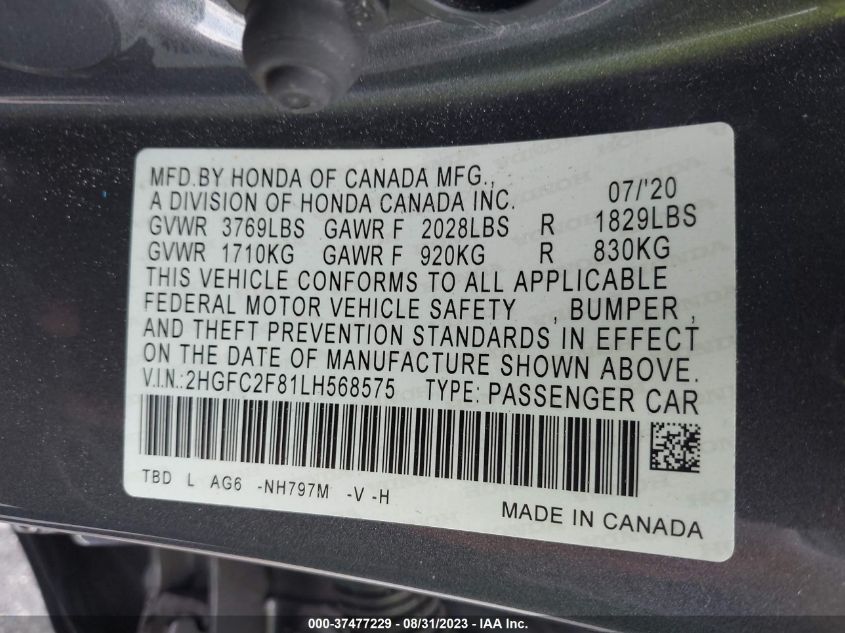 MFD.BY HONDA OF CANADA MFG.,
A DIVISION OF HONDA CANADA INC. 07/'20
GVWR 3769LBS GAWR F 2028LBS R 1829LBS
GVWR 1710KG GAWR F 920KG R 830KG
THIS VEHICLE CONFORMS TO ALL APPLICABLE
FEDERAL MOTOR VEHICLE SAFETY , BUMPER ,
AND THEFT PREVENTION STANDARDS IN EFFECT
ON THE DATE OF MANUFACTURE SHOWN ABOVE.
V.I.N.:2HGFC2F81LH568575 TYPE: PASSENGER CAR
TBD L AG6 -NH797M -V -H
MADE IN CANADA
000-37477229 - 08/31/2023 - IAA Inc.